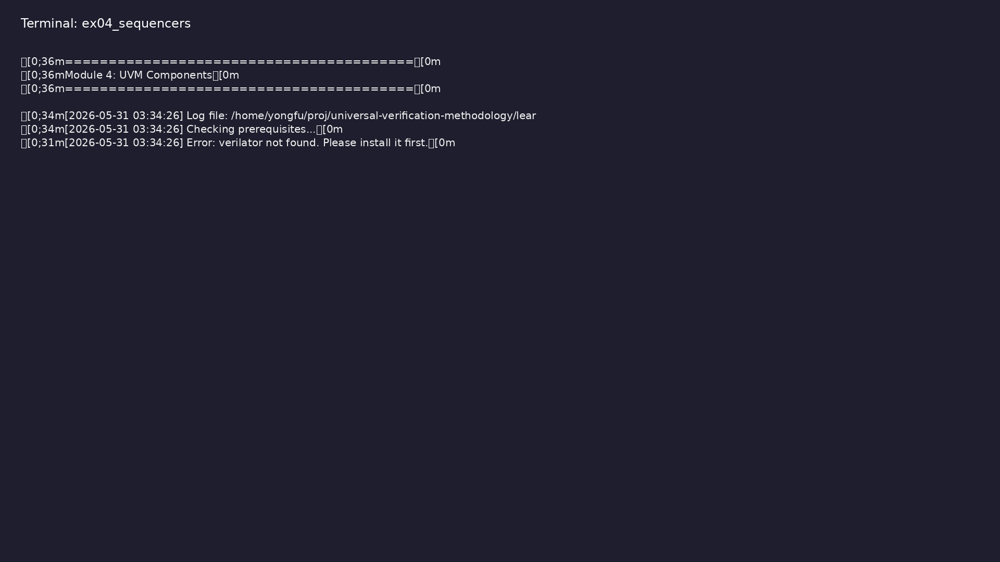 Terminal: ex04_sequencers
▯[0;36m========================================▯[0m
▯[0;36mModule 4: UVM Components▯[0m
▯[0;36m========================================▯[0m
▯[0;34m[2026-05-31 03:34:26] Log file: /home/yongfu/proj/universal-verification-methodology/lear
▯[0;34m[2026-05-31 03:34:26] Checking prerequisites...▯[0m
▯[0;31m[2026-05-31 03:34:26] Error: verilator not found. Please install it first.▯[0m